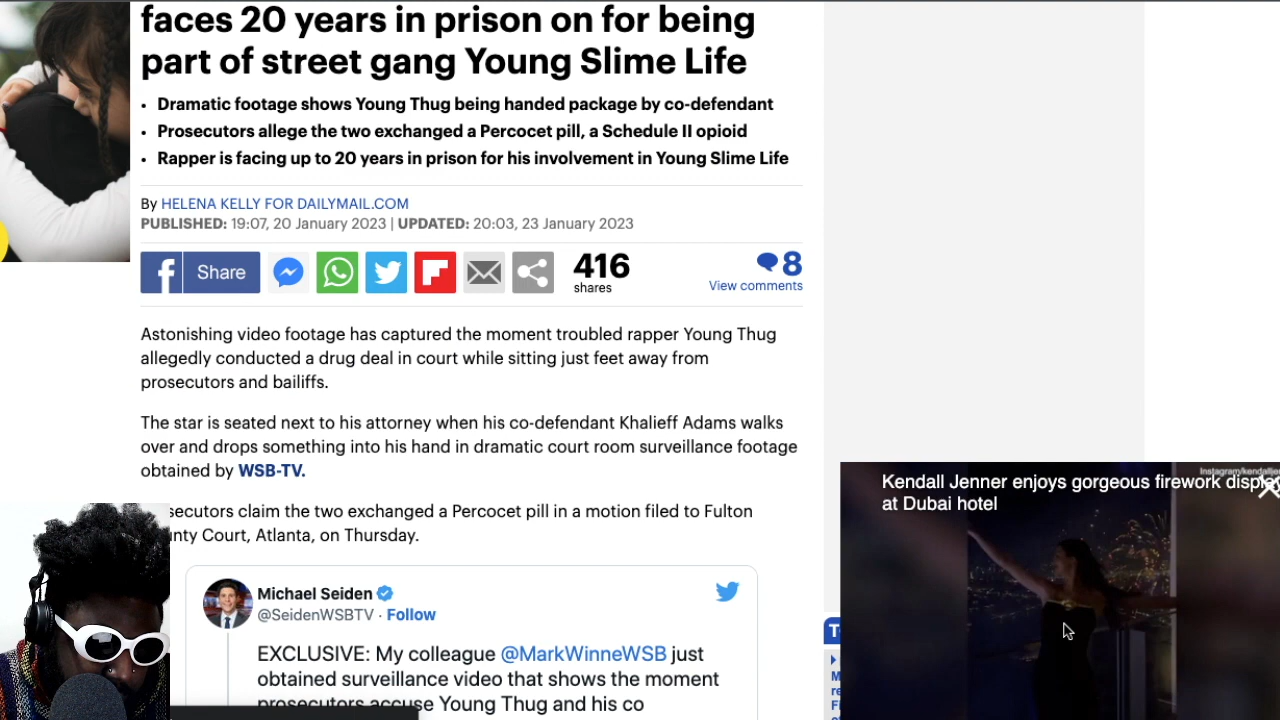 faces 20 years in prison on for being
part of street gang Young Slime Life
• Dramatic footage shows Young Thug being handed package by co-defendant
• Prosecutors allege the two exchanged a Percocet pill, a Schedule II opioid
• Rapper is facing up to 20 years in prison for his involvement in Young Slime Life
By HELENA KELLY FOR DAILYMAIL.COM
PUBLISHED: 19:07, 20 January 2023 | UPDATED: 20:03, 23 January 2023
Share
416
shares
8
View comments
Astonishing video footage has captured the moment troubled rapper Young Thug
allegedly conducted a drug deal in court while sitting just feet away from
prosecutors and bailiffs.
The star is seated next to his attorney when his co-defendant Khalieff Adams walks
over and drops something into his hand in dramatic court room surveillance footage
obtained by WSB-TV.
secutors claim the two exchanged a Percocet pill in a motion filed to Fulton
nty Court, Atlanta, on Thursday.
Michael Seiden
@SeidenWSBTV · Follow
EXCLUSIVE: My colleague @MarkWinneWSB just
obtained surveillance video that shows the moment
prosecutors accuse Young Thug and his co
Kendall Jenner enjoys gorgeous firework display
at Dubai hotel